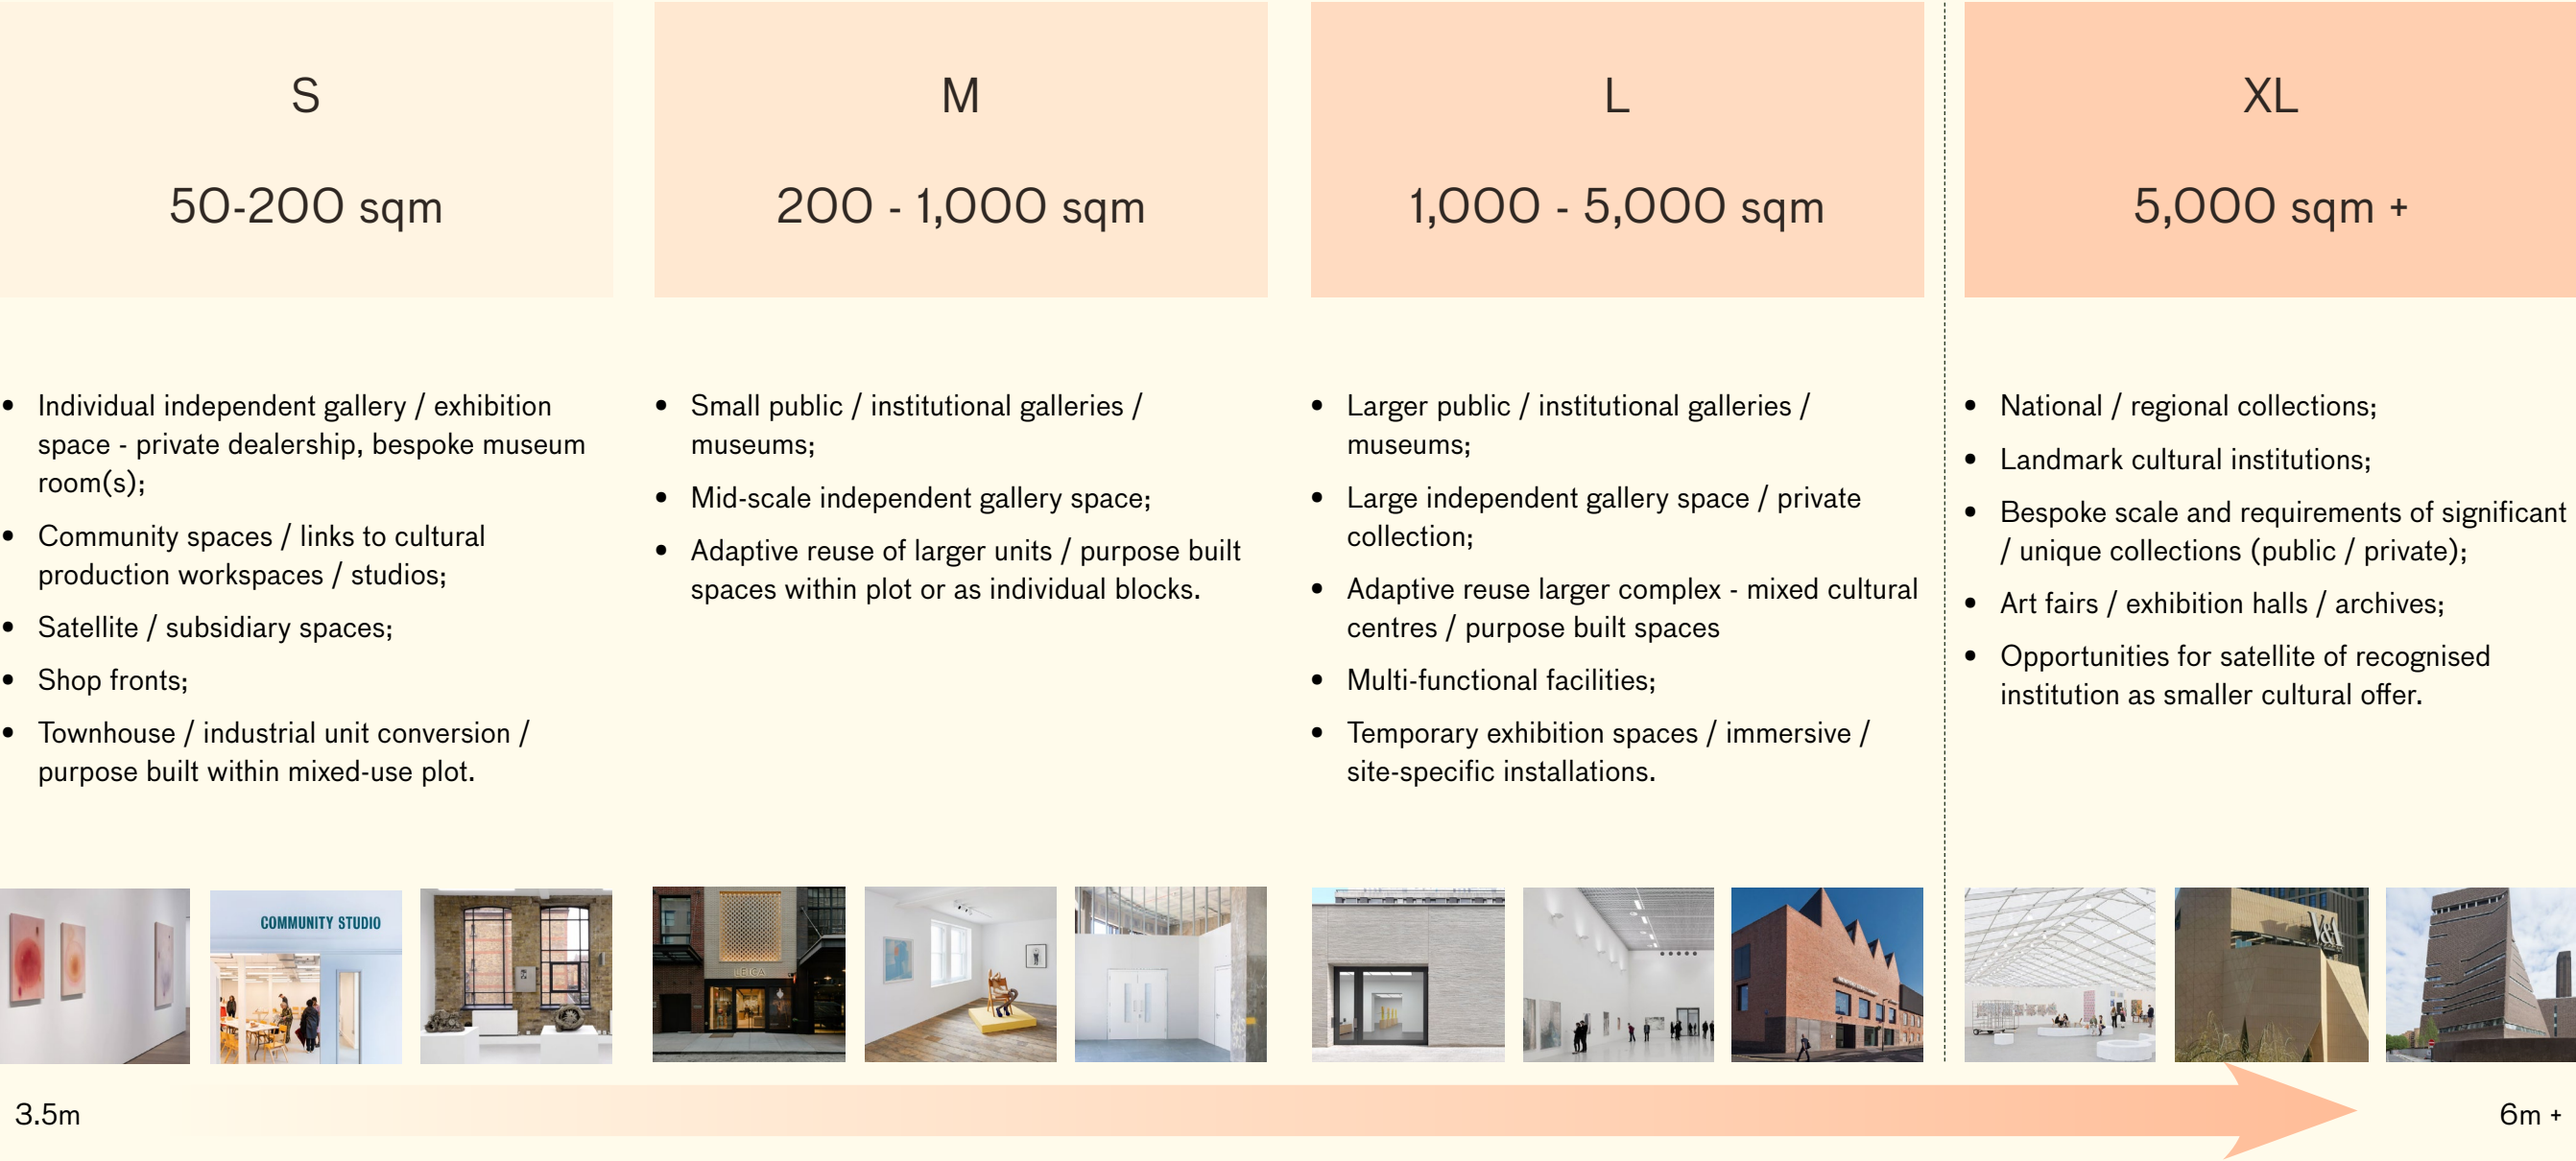 S
50-200 sqm
M
200 - 1,000 sqm
L
1,000 - 5,000 sqm
XL
5,000 sqm +
• Individual independent gallery / exhibition
space - private dealership, bespoke museum
room(s);
• Community spaces / links to cultural
production workspaces / studios;
• Satellite / subsidiary spaces;
• Shop fronts;
• Townhouse / industrial unit conversion /
purpose built within mixed-use plot.
• Small public / institutional galleries /
museums;
• Mid-scale independent gallery space;
• Adaptive reuse of larger units / purpose built
spaces within plot or as individual blocks.
• Larger public / institutional galleries /
museums;
• Large independent gallery space / private
collection;
• Adaptive reuse larger complex - mixed cultural
centres / purpose built spaces
• Multi-functional facilities;
• Temporary exhibition spaces / immersive /
site-specific installations.
• National / regional collections;
• Landmark cultural institutions;
• Bespoke scale and requirements of significant
/ unique collections (public / private);
• Art fairs / exhibition halls / archives;
• Opportunities for satellite of recognised
institution as smaller cultural offer.
COMMUNITY STUDIO
LEICA
V&A
3.5m
6m +